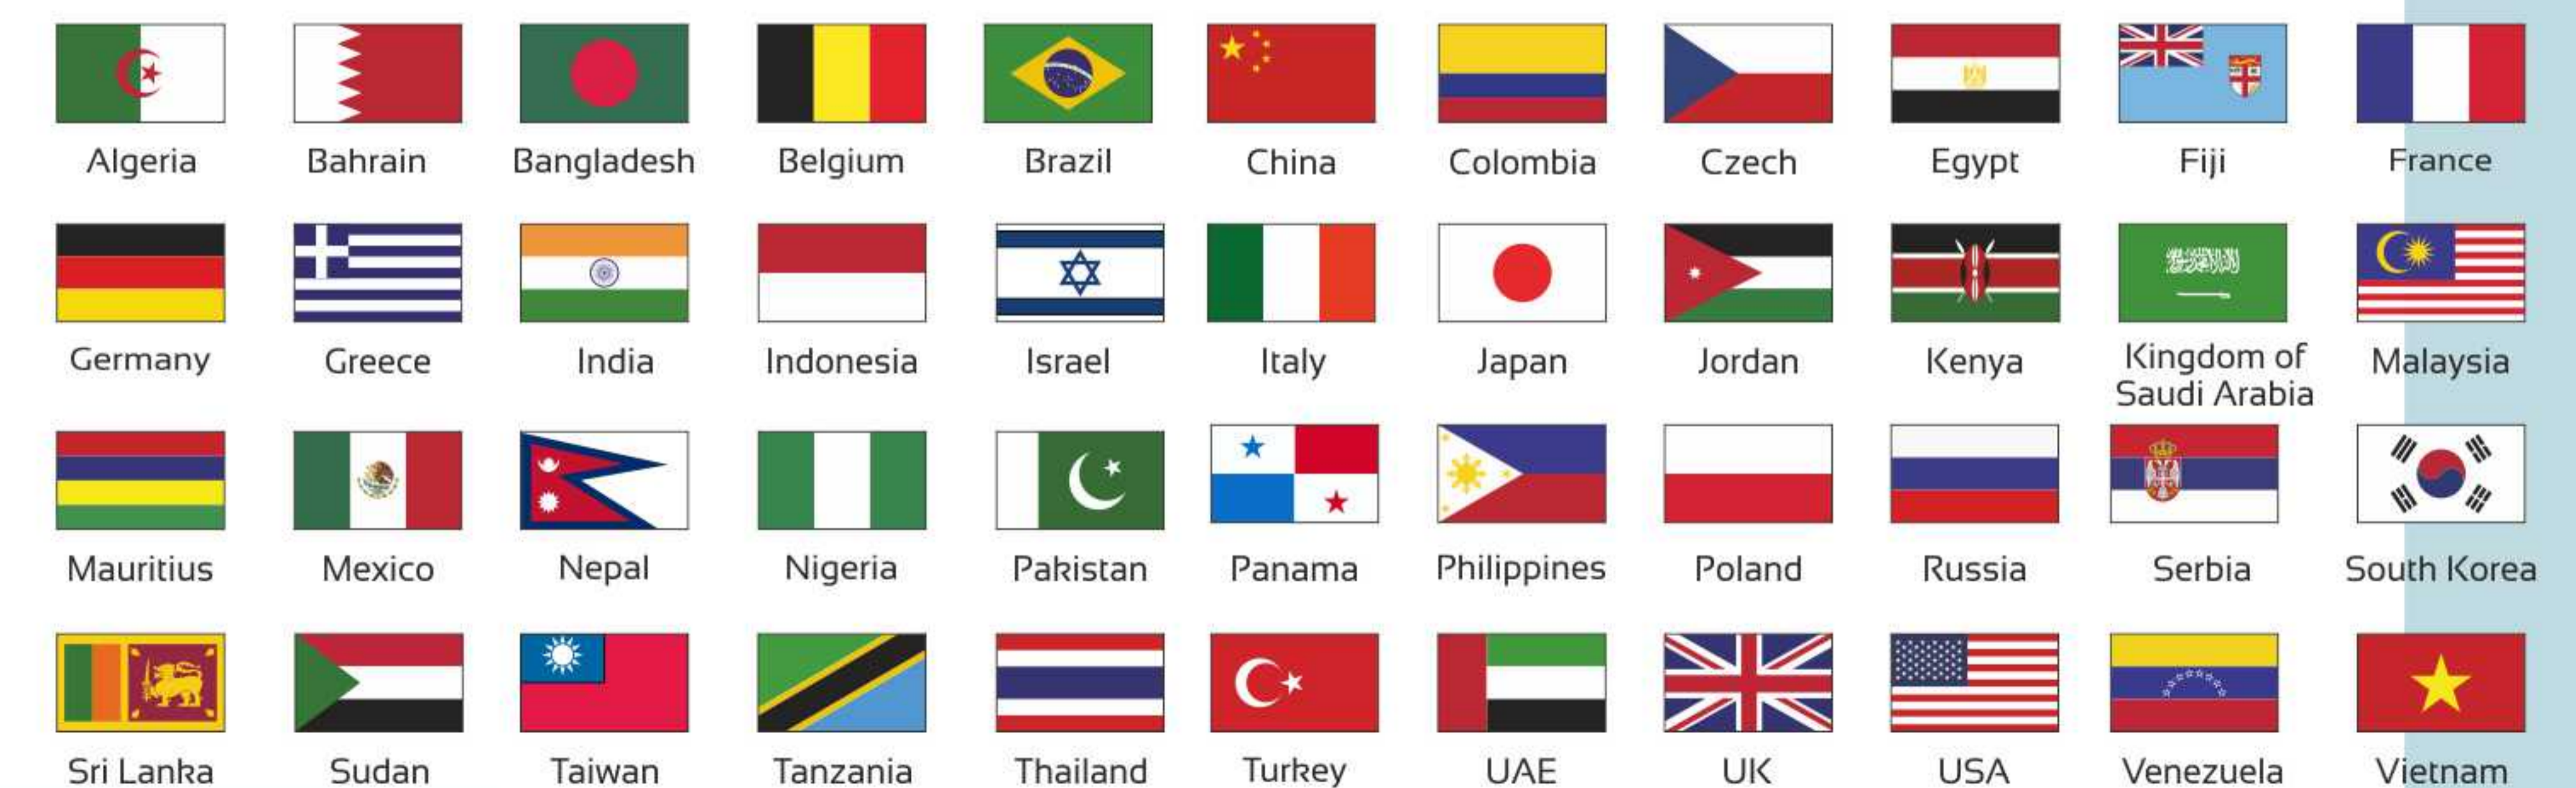 Algeria Bahrain Bangladesh Belgium Brazil China Colombia Czech Egypt Fiji France
Germany Greece India Indonesia Israel Italy Japan Jordan Kenya Kingdom of Malaysia
Saudi Arabia
Mauritius Mexico Nepal Nigeria Pakistan Panama Philippines Poland Russia Serbia South Korea
Sri Lanka Sudan Taiwan Tanzania Thailand Turkey UAE UK USA Venezuela Vietnam